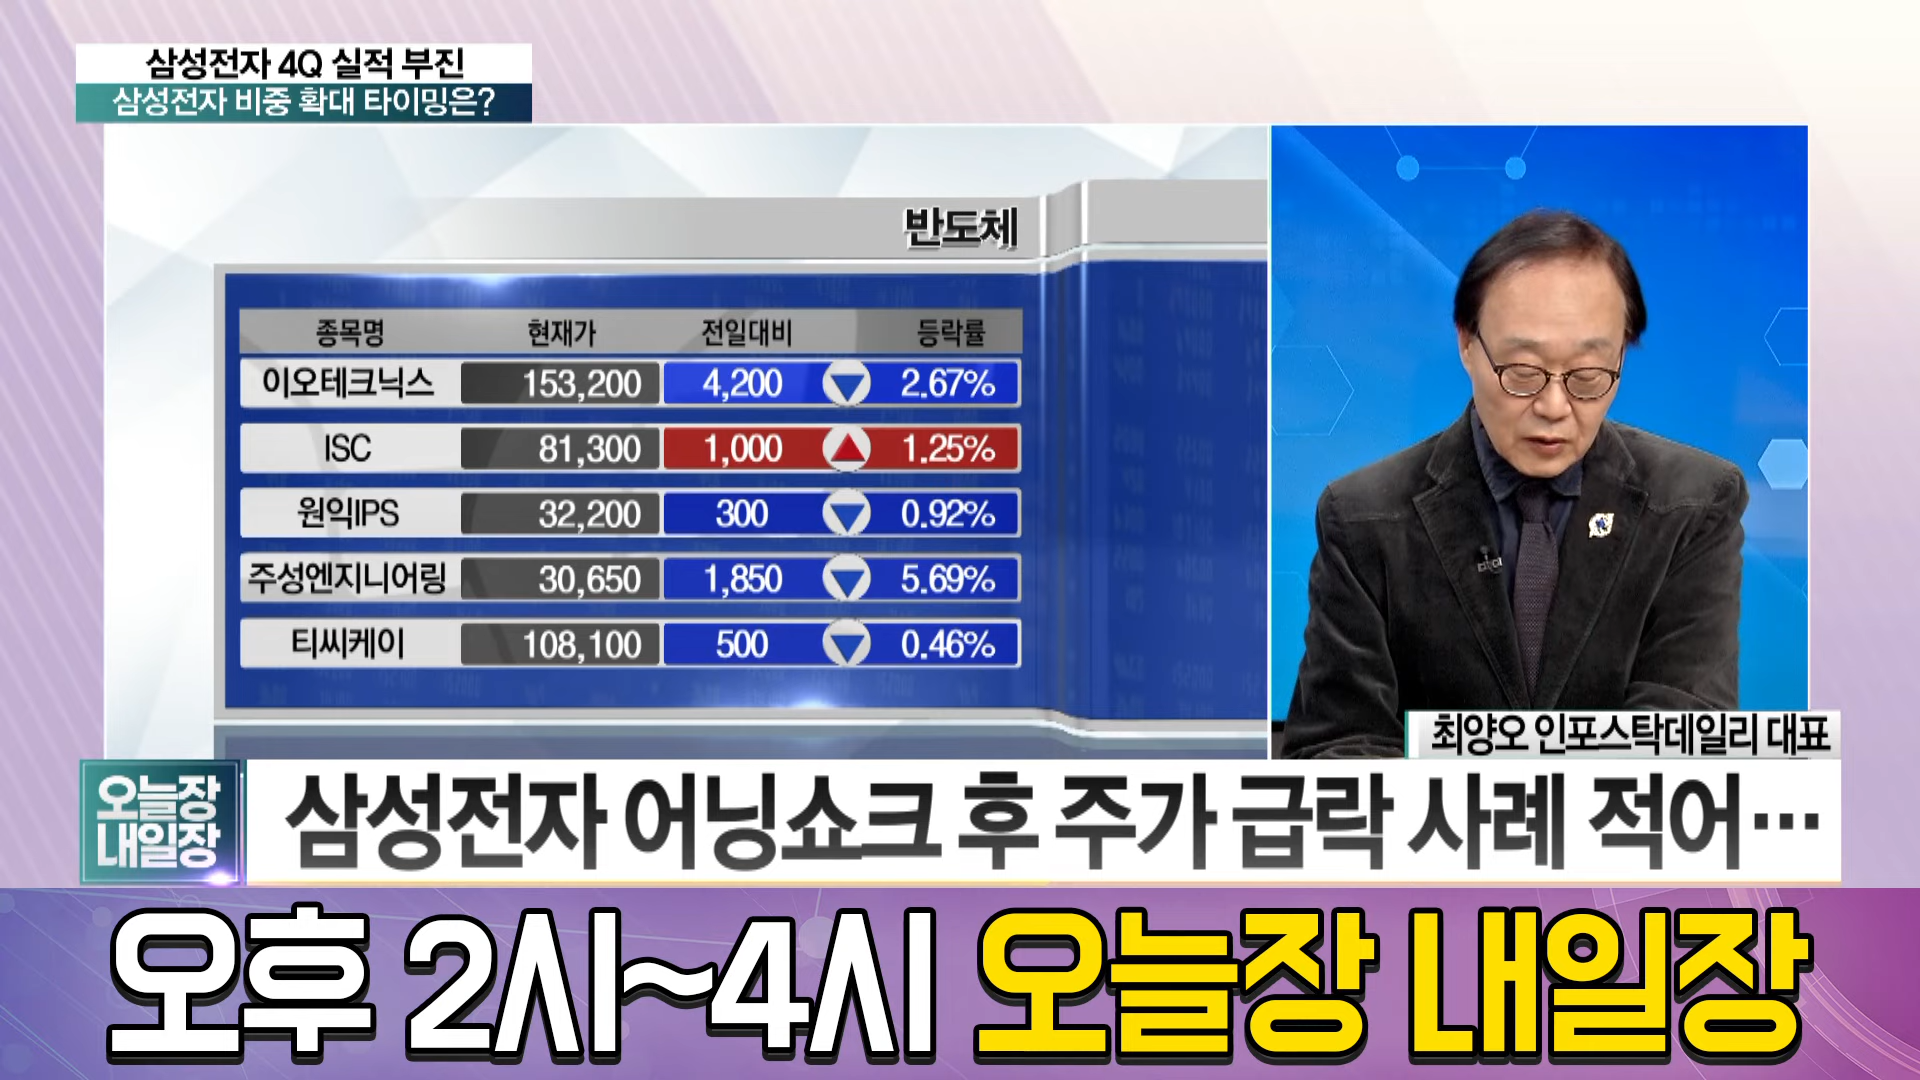 삼성전자 4Q 실적 부진
삼성전자 비중 확대 타이밍은?
반도체
종목명 현재가 전일대비 등락률
이오테크닉스 153,200 4,200 ▽ 2.67%
ISC 81,300 1,000 ▲ 1.25%
원익IPS 32,200 300 ▽ 0.92%
주성엔지니어링 30,650 1,850 ▽ 5.69%
티씨케이 108,100 500 ▽ 0.46%
최양오 인포스탁데일리 대표
오늘장
내일장
삼성전자 어닝쇼크 후 주가 급락 사례 적어…
오후 2시~4시 오늘장 내일장